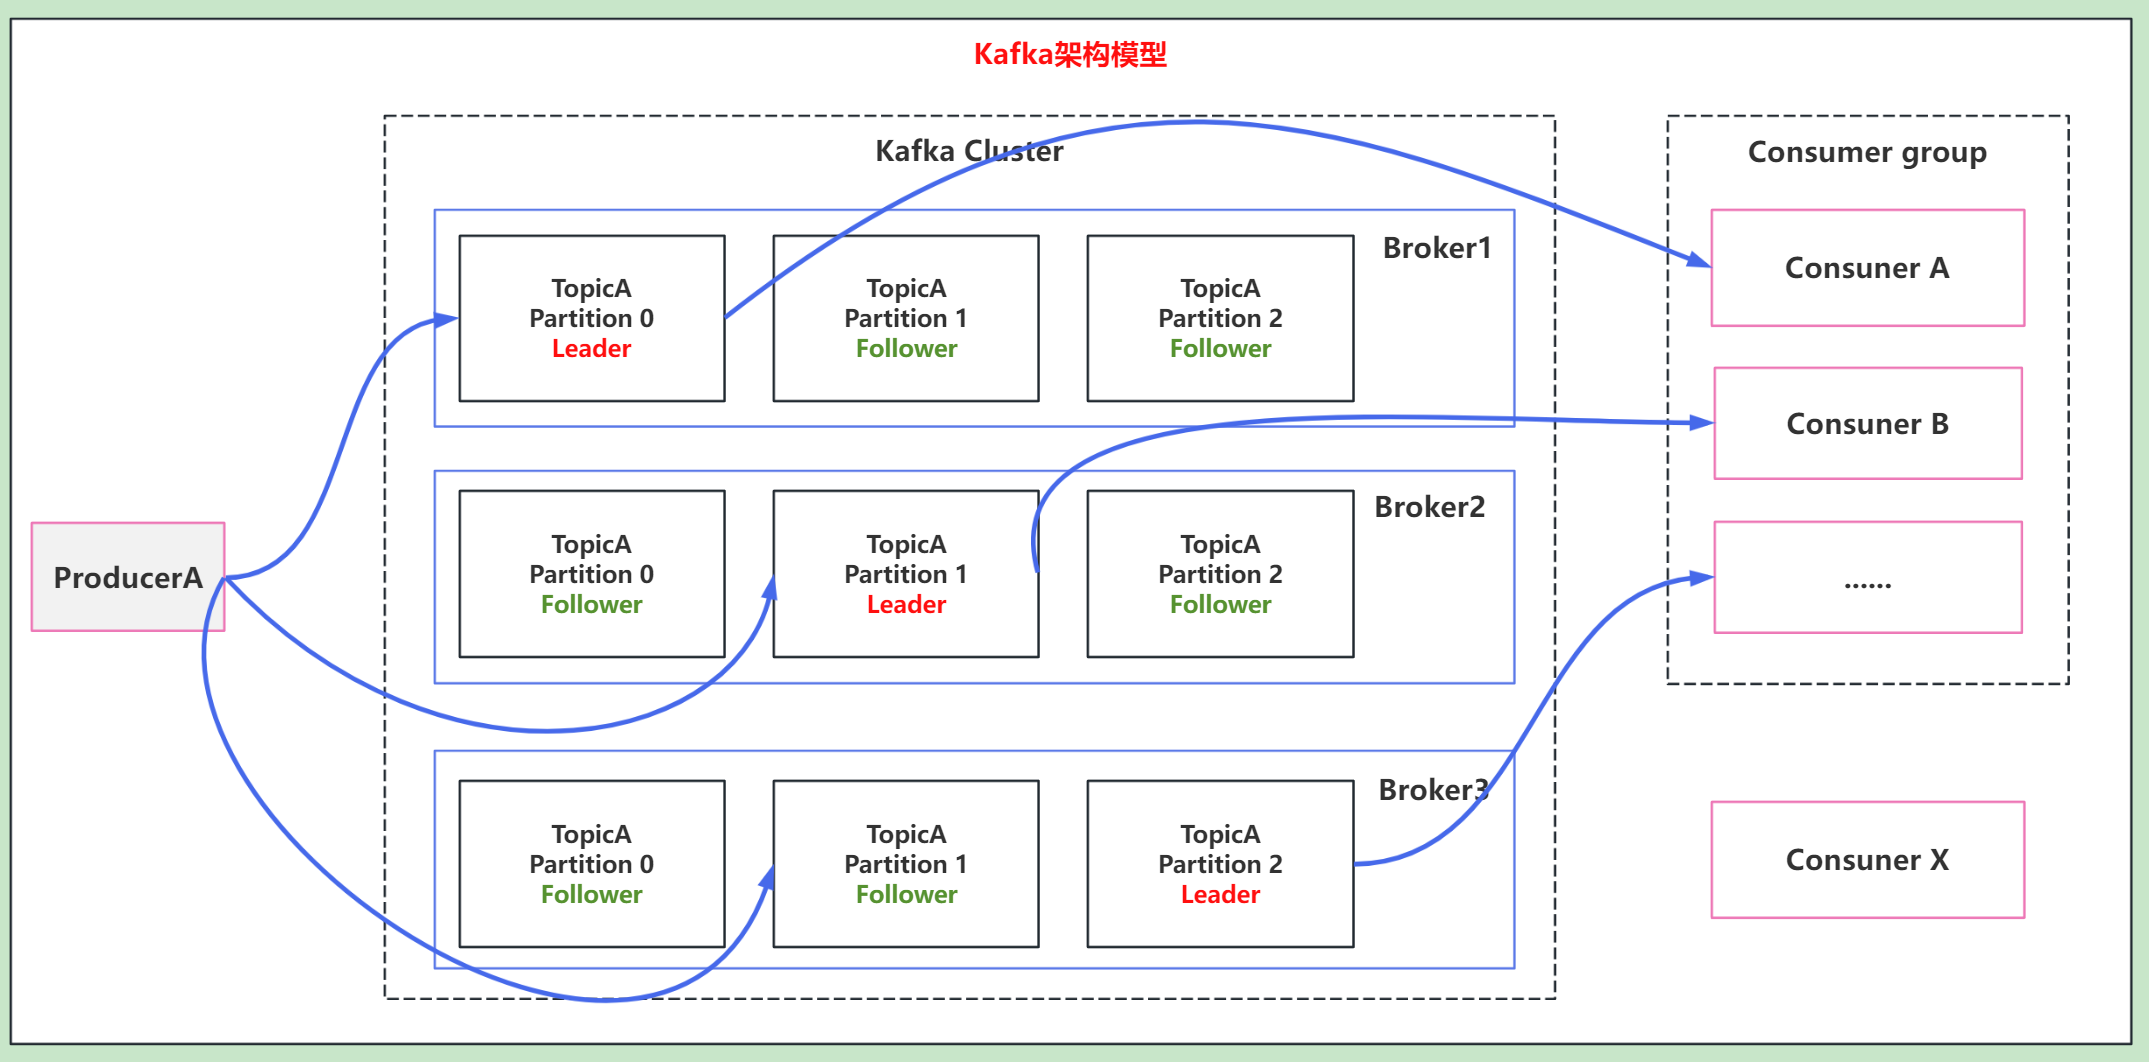 Kafka架构模型
Kafka Cluster
Broker1
TopicA
Partition 0
Leader
TopicA
Partition 1
Follower
TopicA
Partition 2
Follower
Broker2
TopicA
Partition 0
Follower
TopicA
Partition 1
Leader
TopicA
Partition 2
Follower
Broker3
TopicA
Partition 0
Follower
TopicA
Partition 1
Follower
TopicA
Partition 2
Leader
ProducerA
Consumer group
Consuner A
Consuner B
......
Consuner X